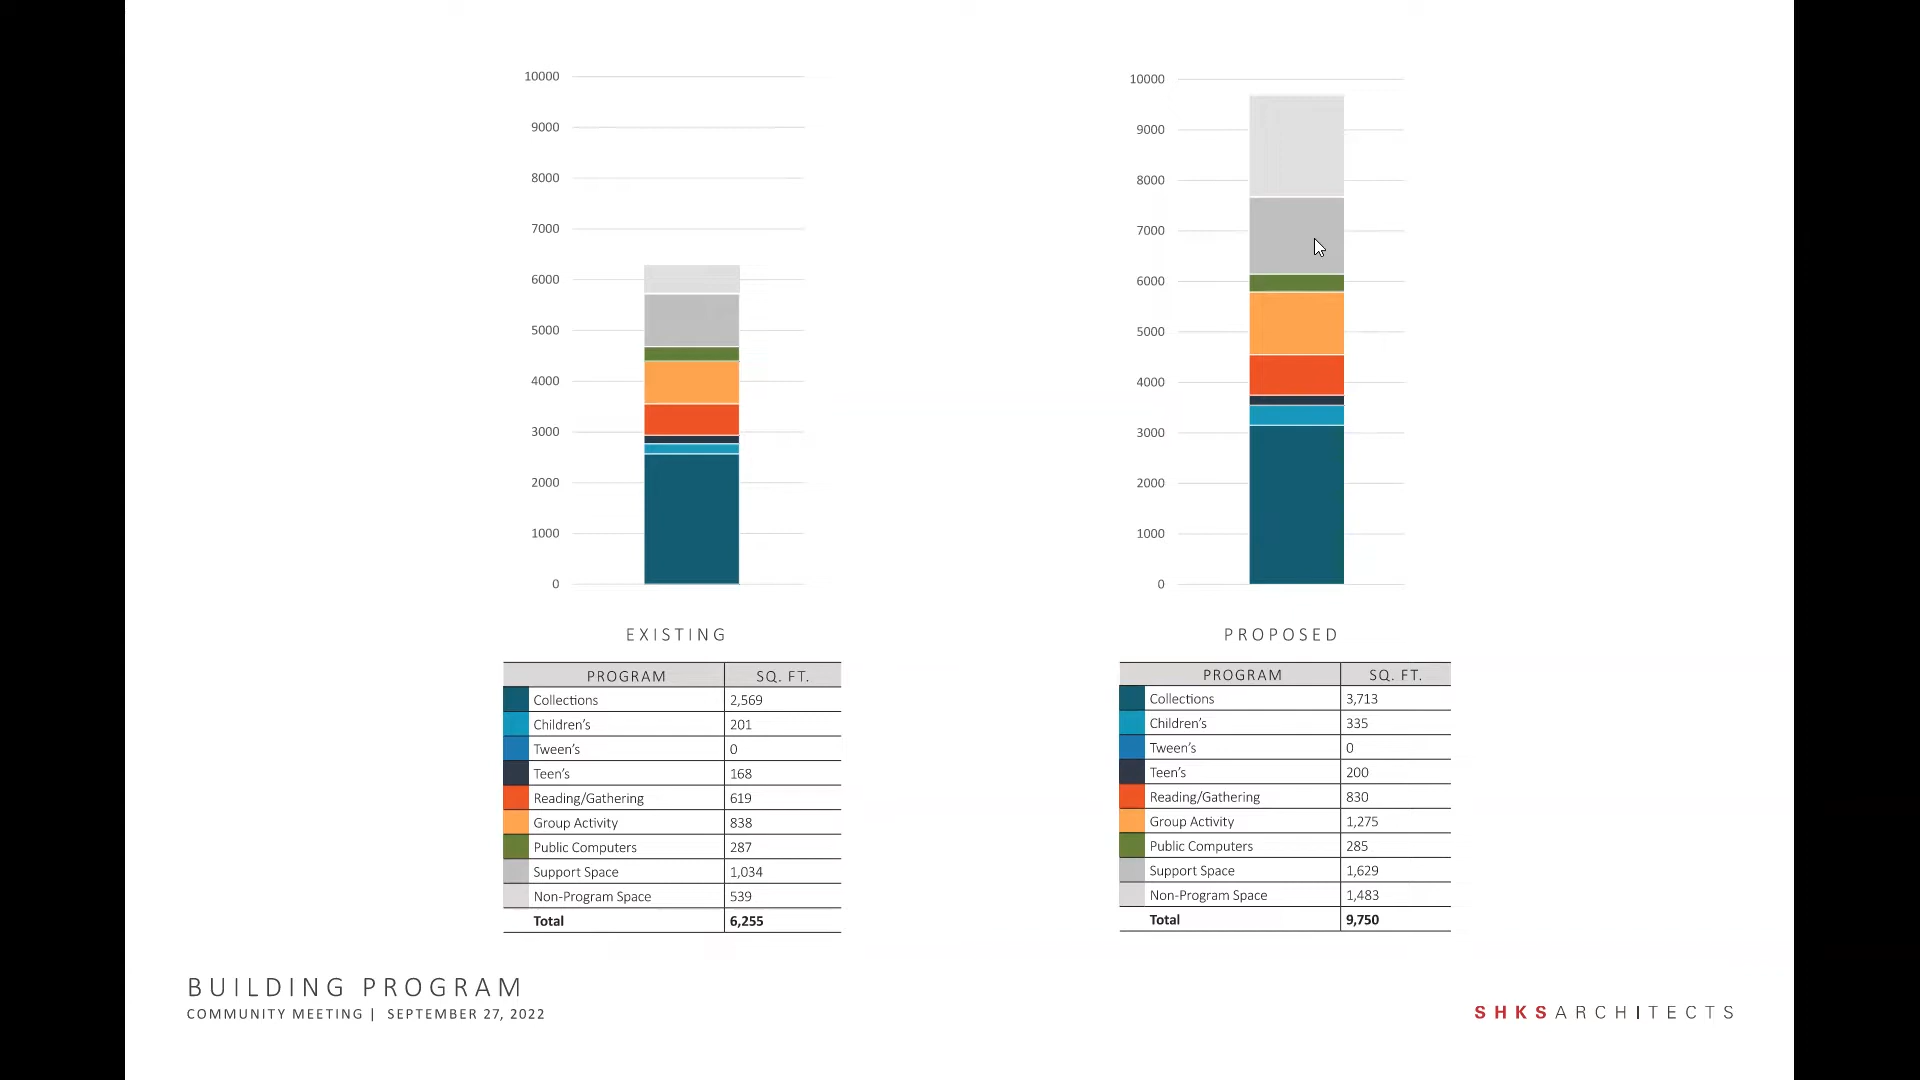 10000
9000
8000
7000
6000
5000
4000
3000
2000
1000
0
EXISTING
PROGRAM SQ. FT.
Collections 2,569
Children's 201
Tween's 0
Teen's 168
Reading/Gathering 619
Group Activity 838
Public Computers 287
Support Space 1,034
Non-Program Space 539
Total 6,255
10000
9000
8000
7000
6000
5000
4000
3000
2000
1000
0
PROPOSED
PROGRAM SQ. FT.
Collections 3,713
Children's 335
Tween's 0
Teen's 200
Reading/Gathering 830
Group Activity 1,275
Public Computers 285
Support Space 1,629
Non-Program Space 1,483
Total 9,750
BUILDING PROGRAM
COMMUNITY MEETING | SEPTEMBER 27, 2022
SHKSARCHITECTS